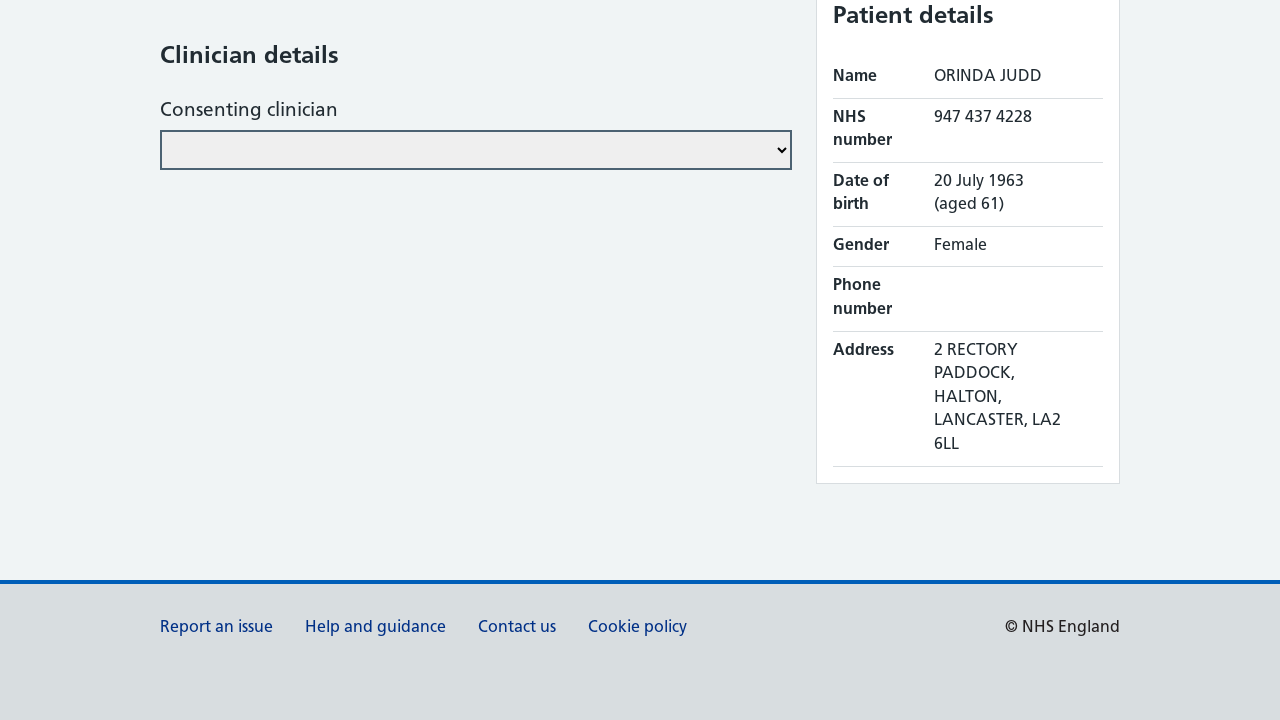 Clinician details
Consenting clinician
Patient details
Name ORINDA JUDD
NHS number 947 437 4228
Date of birth 20 July 1963 (aged 61)
Gender Female
Phone number
Address 2 RECTORY
PADDOCK,
HALTON,
LANCASTER, LA2
6LL
Report an issue Help and guidance Contact us Cookie policy © NHS England